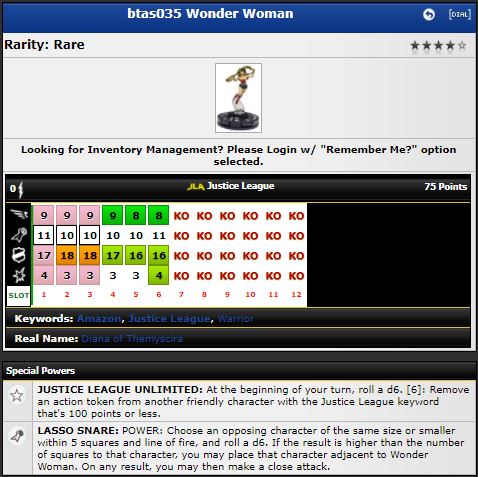 btas035 Wonder Woman [DIAL]
Rarity: Rare
Looking for Inventory Management? Please Login w/ "Remember Me?" option
selected.
0 JLA Justice League 75 Points
9 9 9 9 8 8 KO KO KO KO KO KO
11 10 10 10 10 11 KO KO KO KO KO KO
17 18 18 17 16 16 KO KO KO KO KO KO
4 3 3 3 3 4 KO KO KO KO KO KO
SLOT 1 2 3 4 5 6 7 8 9 10 11 12
Keywords: Amazon, Justice League, Warrior
Real Name: Diana of Themyscira
Special Powers
JUSTICE LEAGUE UNLIMITED: At the beginning of your turn, roll a d6. [6]: Remove
an action token from another friendly character with the Justice League keyword
that's 100 points or less.
LASSO SNARE: POWER: Choose an opposing character of the same size or smaller
within 5 squares and line of fire, and roll a d6. If the result is higher than the number
of squares to that character, you may place that character adjacent to Wonder
Woman. On any result, you may then make a close attack.